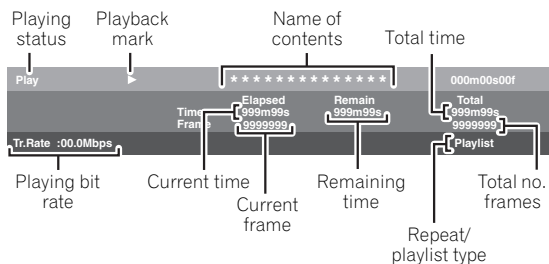 Playing status
Playback mark
Name of contents
Total time
Play ▶ ************** 000m00s00f
Elapsed Remain Total
Time 999m99s 999m99s 999m99s
Frame 9999999 9999999
Tr.Rate :00.0Mbps Playlist
Playing bit rate
Current time
Current frame
Remaining time
Total no. frames
Repeat/ playlist type